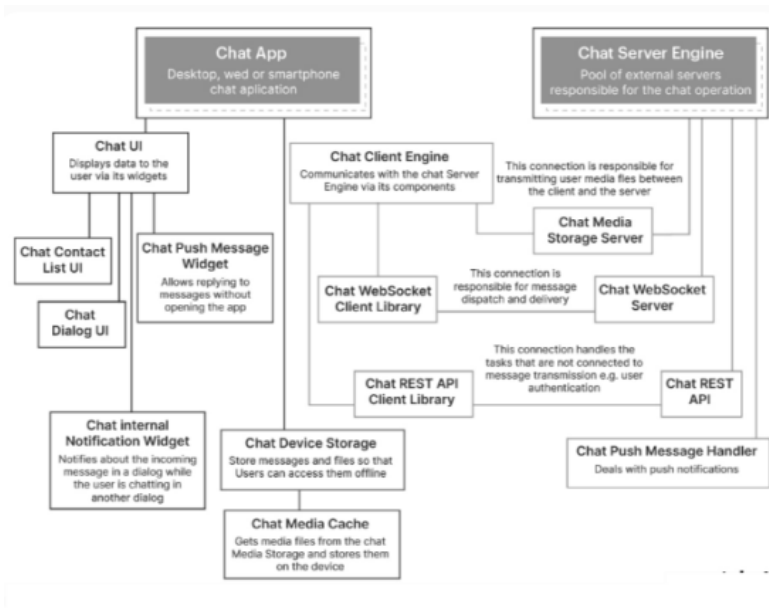 Chat App
Desktop, wed or smartphone
chat aplication
Chat Server Engine
Pool of external servers
responsible for the chat operation
Chat UI
Displays data to the
user via its widgets
Chat Client Engine
Communicates with the chat Server
Engine via its components
This connection is responsible for
transmitting user media fies between
the client and the server
Chat Media
Storage Server
Chat Contact
List UI
Chat Push Message
Widget
Allows replying to
messages without
opening the app
Chat
Dialog UI
Chat WebSocket
Client Library
This connection is
responsible for message
dispatch and delivery
Chat WebSocket
Server
This connection handles the
tasks that are not connected to
message transmission e.g. user
authentication
Chat REST API
Client Library
Chat REST
API
Chat internal
Notification Widget
Notifies about the incoming
message in a dialog while
the user is chatting in
another dialog
Chat Device Storage
Store messages and files so that
Users can access them offline
Chat Push Message Handler
Deals with push notifications
Chat Media Cache
Gets media files from the chat
Media Storage and stores them
on the device